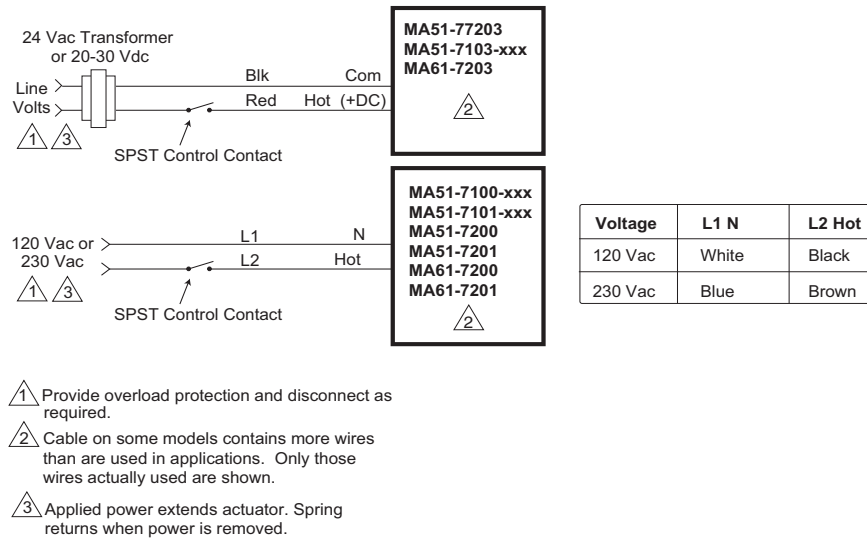 24 Vac Transformer
or 20-30 Vdc
Line
Volts
1 3
Blk Com
Red Hot (+DC)
SPST Control Contact
MA51-77203
MA51-7103-xxx
MA61-7203
2
120 Vac or
230 Vac
1 3
L1 N
L2 Hot
SPST Control Contact
MA51-7100-xxx
MA51-7101-xxx
MA51-7200
MA51-7201
MA61-7200
MA61-7201
2
Voltage L1 N L2 Hot
120 Vac White Black
230 Vac Blue Brown
1 Provide overload protection and disconnect as
required.
2 Cable on some models contains more wires
than are used in applications. Only those
wires actually used are shown.
3 Applied power extends actuator. Spring
returns when power is removed.